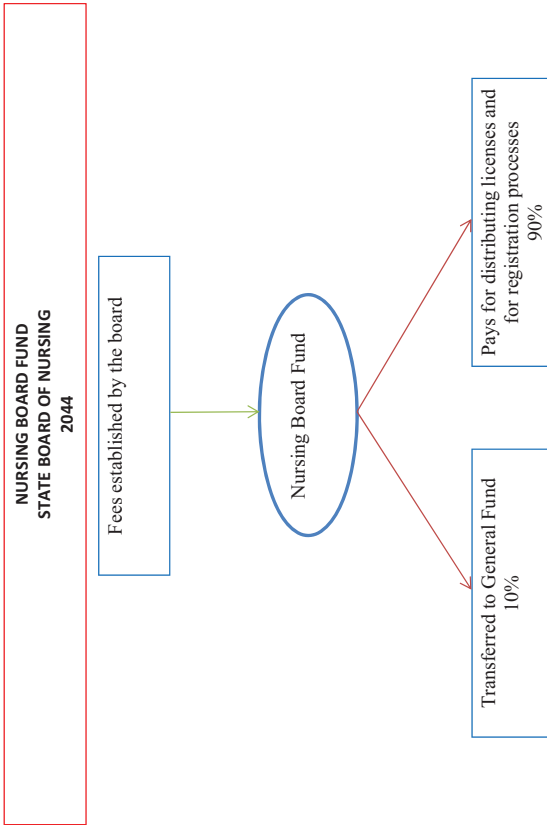 NURSING BOARD FUND
STATE BOARD OF NURSING
2044
Fees established by the board
Nursing Board Fund
Transferred to General Fund
10%
Pays for distributing licenses and
for registration processes
90%